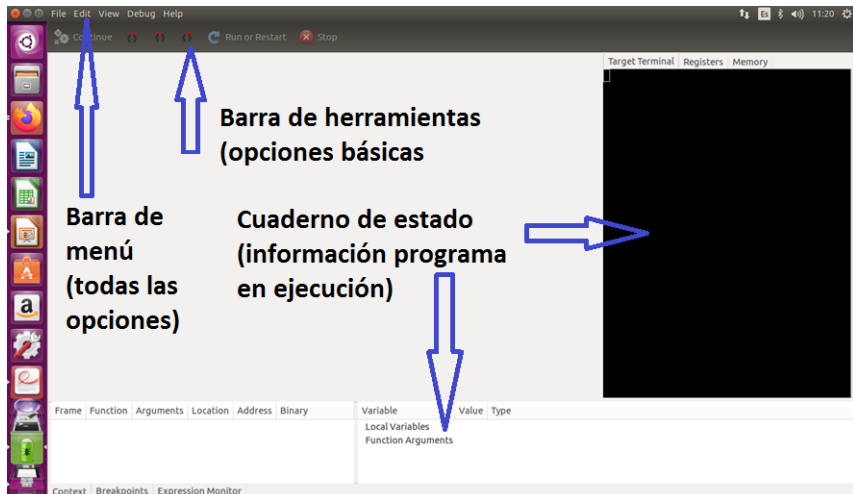 File Edit View Debug Help
Es 11:20
Continue Run or Restart Stop
Target Terminal Registers Memory
Barra de herramientas
(opciones básicas
Barra de
menú
(todas las
opciones)
Cuaderno de estado
(información programa
en ejecución)
Frame Function Arguments Location Address Binary
Variable Value Type
Local Variables
Function Arguments
Context Breakpoints Expression Monitor